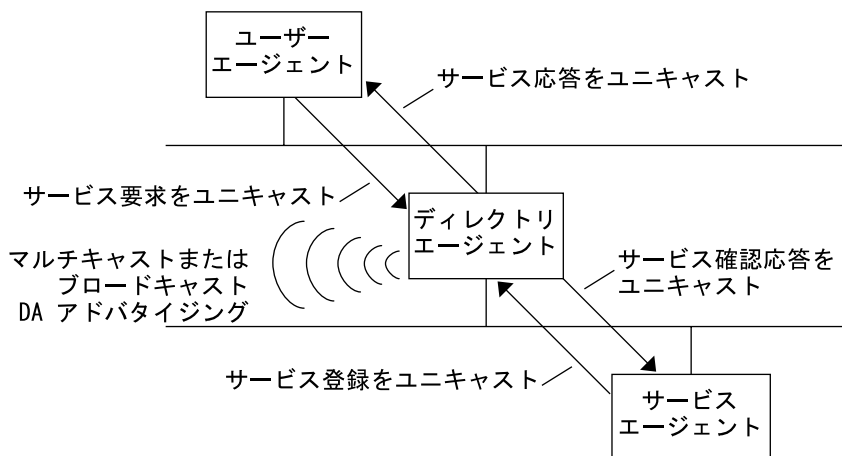 ユーザー
エージェント
サービス応答をユニキャスト
サービス要求をユニキャスト
ディレクトリ
エージェント
マルチキャストまたは
ブロードキャスト
DA アドバタイジング
サービス確認応答を
ユニキャスト
サービス登録をユニキャスト
サービス
エージェント